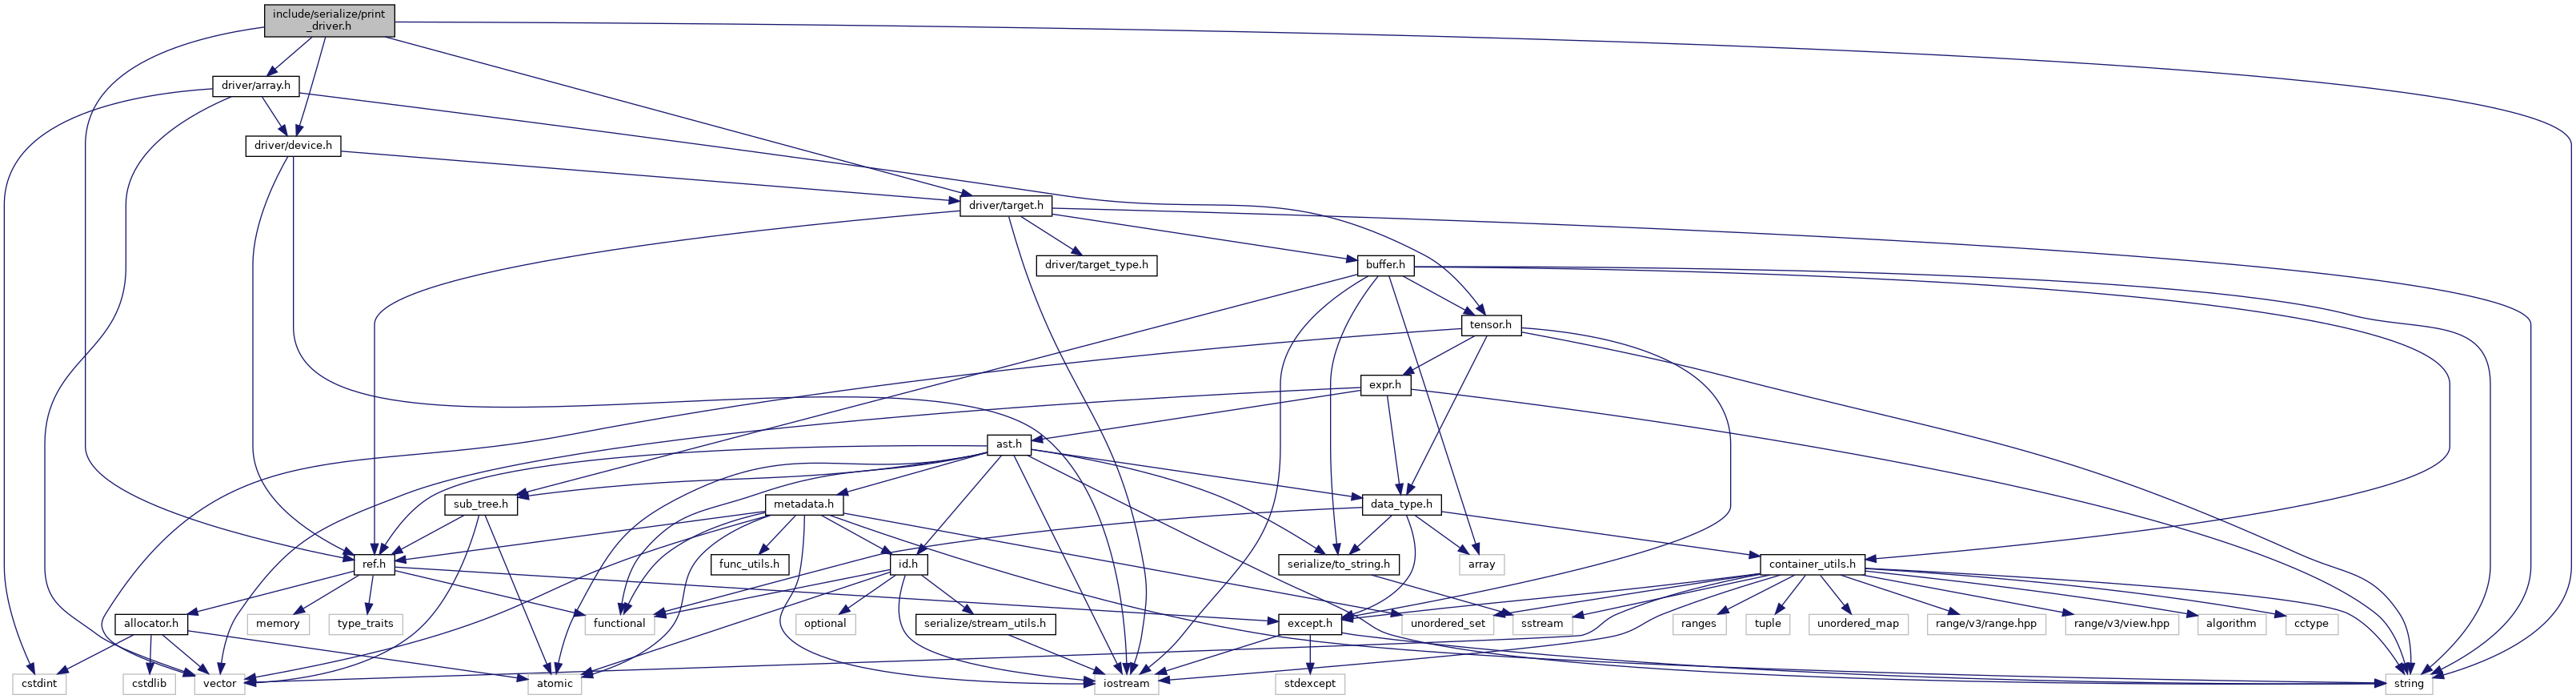 include/serialize/print
_driver.h
driver/array.h
driver/device.h
driver/target.h
driver/target_type.h
buffer.h
tensor.h
expr.h
ast.h
sub_tree.h
metadata.h
data_type.h
ref.h
func_utils.h
id.h
serialize/to_string.h
array
container_utils.h
allocator.h
memory
type_traits
functional
optional
serialize/stream_utils.h
except.h
unordered_set
sstream
ranges
tuple
unordered_map
range/v3/range.hpp
range/v3/view.hpp
algorithm
cctype
cstdint
cstdlib
vector
atomic
iostream
stdexcept
string